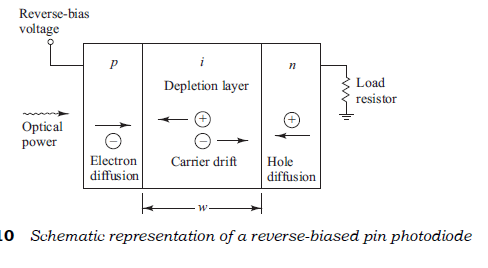 Reverse-bias
voltage
p
i
n
Depletion layer
Load
resistor
+
+
Optical
power
−
−
Electron
diffusion
Carrier drift
Hole
diffusion
w
10 Schematic representation of a reverse-biased pin photodiode